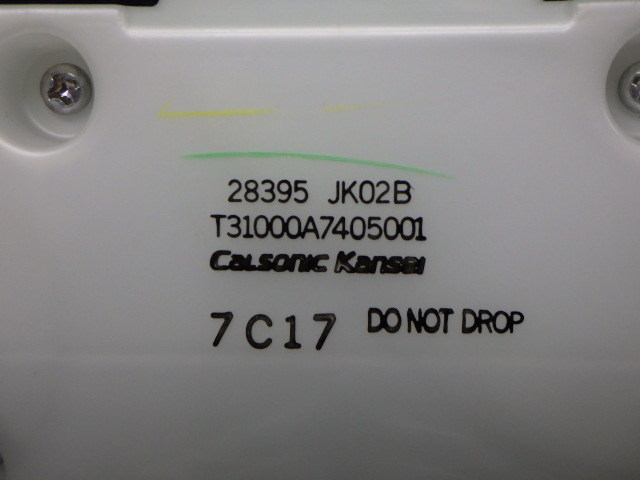 28395 JK02B
T31000A7405001
Calsonic Kansei
7C17 DO NOT DROP